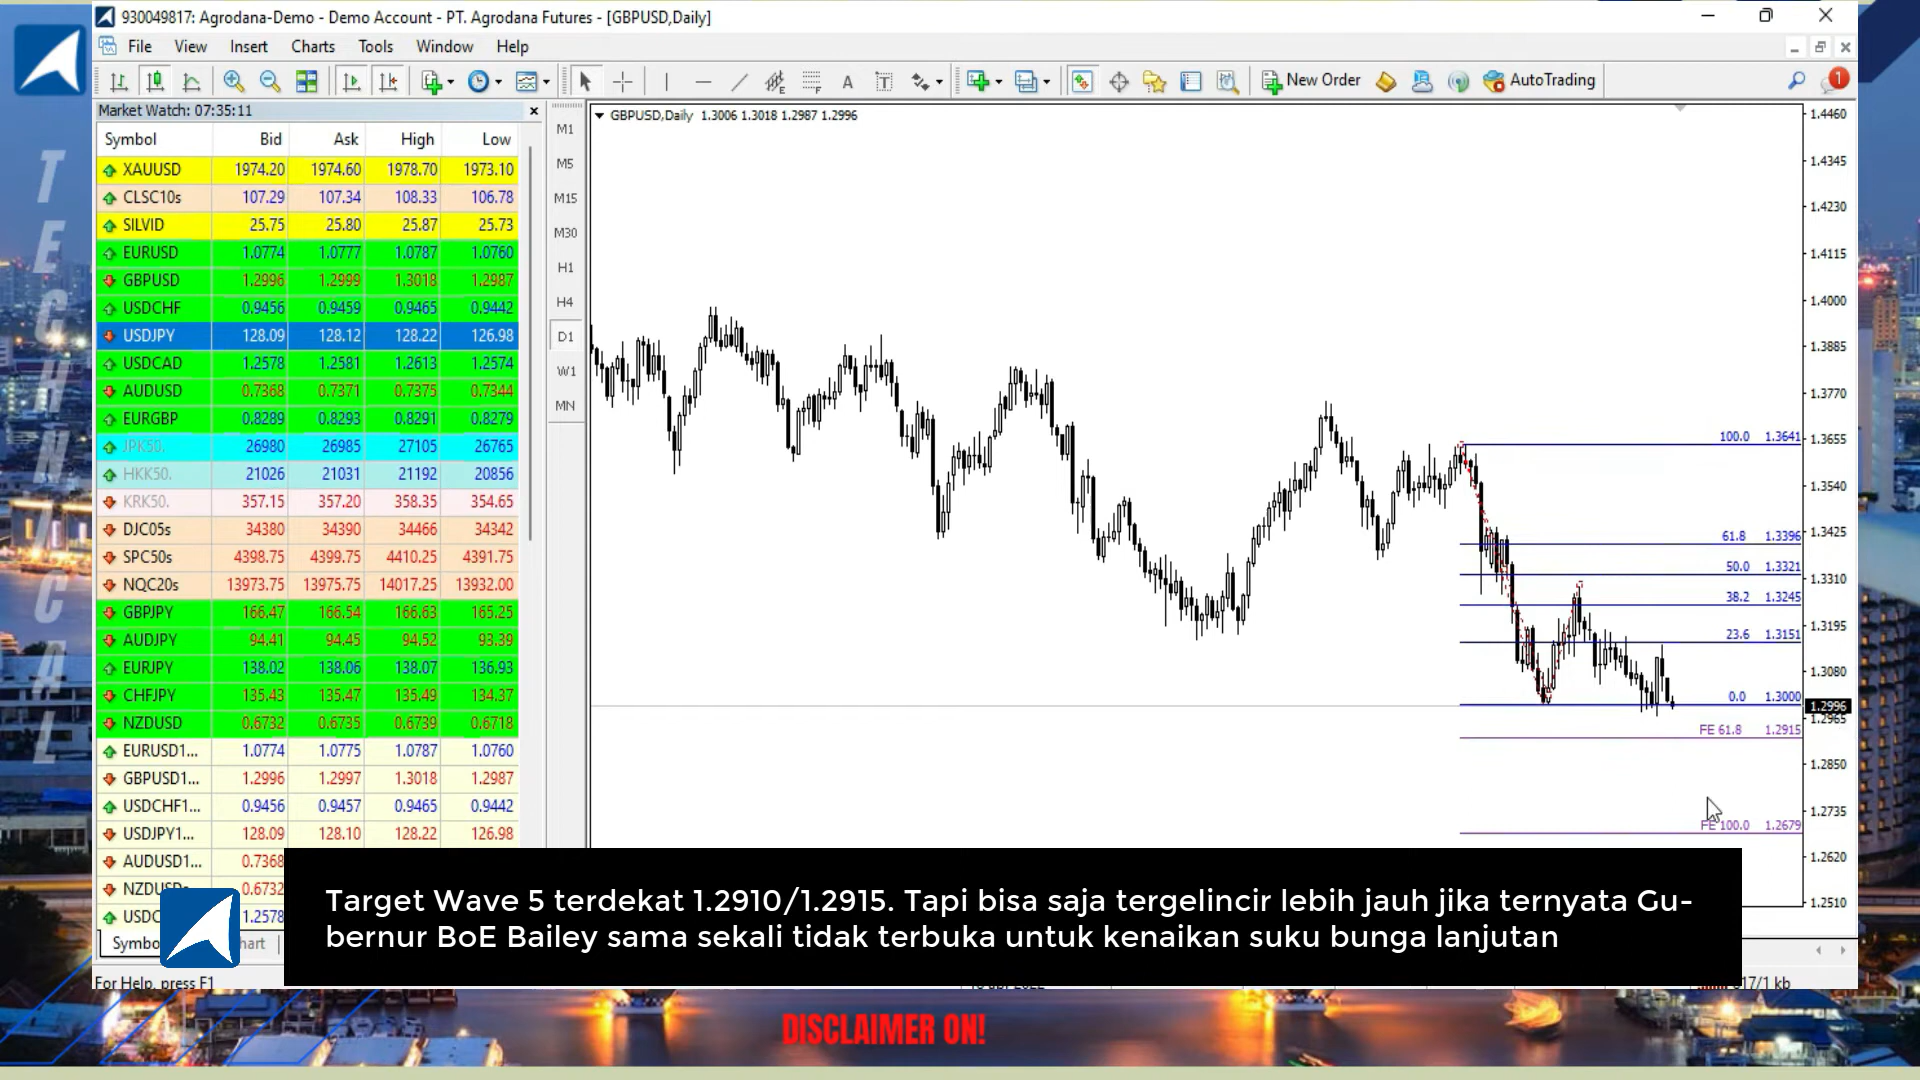 930049817: Agrodana-Demo - Demo Account - PT. Agrodana Futures - [GBPUSD,Daily]
File View Insert Charts Tools Window Help
New Order AutoTrading 1
Market Watch: 07:35:11
Symbol Bid Ask High Low
XAUUSD 1974.20 1974.60 1978.70 1973.10
CLSC10s 107.29 107.34 108.33 106.78
SILVID 25.75 25.80 25.87 25.73
EURUSD 1.0774 1.0777 1.0787 1.0760
GBPUSD 1.2996 1.2999 1.3018 1.2987
USDCHF 0.9456 0.9459 0.9465 0.9442
USDJPY 128.09 128.12 128.22 126.98
USDCAD 1.2578 1.2581 1.2613 1.2574
AUDUSD 0.7368 0.7371 0.7375 0.7344
EURGBP 0.8289 0.8293 0.8291 0.8279
JPK50. 26980 26985 27105 26765
HKK50. 21026 21031 21192 20856
KRK50. 357.15 357.20 358.35 354.65
DJC05s 34380 34390 34466 34342
SPC50s 4398.75 4399.75 4410.25 4391.75
NQC20s 13973.75 13975.75 14017.25 13932.00
GBPJPY 166.47 166.54 166.63 165.25
AUDJPY 94.41 94.45 94.52 93.39
EURJPY 138.02 138.06 138.07 136.93
CHFJPY 135.43 135.47 135.49 134.37
NZDUSD 0.6732 0.6735 0.6739 0.6718
EURUSD1... 1.0774 1.0775 1.0787 1.0760
GBPUSD1... 1.2996 1.2997 1.3018 1.2987
USDCHF1... 0.9456 0.9457 0.9465 0.9442
USDJPY1... 128.09 128.10 128.22 126.98
AUDUSD1... 0.7368
NZDUSDs 0.6732
USDC 1.2578
Symbo hart
For Help, press F1
M1
M5
M15
M30
H1
H4
D1
W1
MN
GBPUSD,Daily 1.3006 1.3018 1.2987 1.2996
100.0 1.3641
61.8 1.3396
50.0 1.3321
38.2 1.3245
23.6 1.3151
0.0 1.3000
FE 61.8 1.2915
FE 100.0 1.2679
1.4460
1.4345
1.4230
1.4115
1.4000
1.3885
1.3770
1.3655
1.3540
1.3425
1.3310
1.3195
1.3080
1.2996
1.2965
1.2850
1.2735
1.2620
1.2510
Target Wave 5 terdekat 1.2910/1.2915. Tapi bisa saja tergelincir lebih jauh jika ternyata Gu-
bernur BoE Bailey sama sekali tidak terbuka untuk kenaikan suku bunga lanjutan
17/1 kb
TECHNICAL
DISCLAIMER ON!